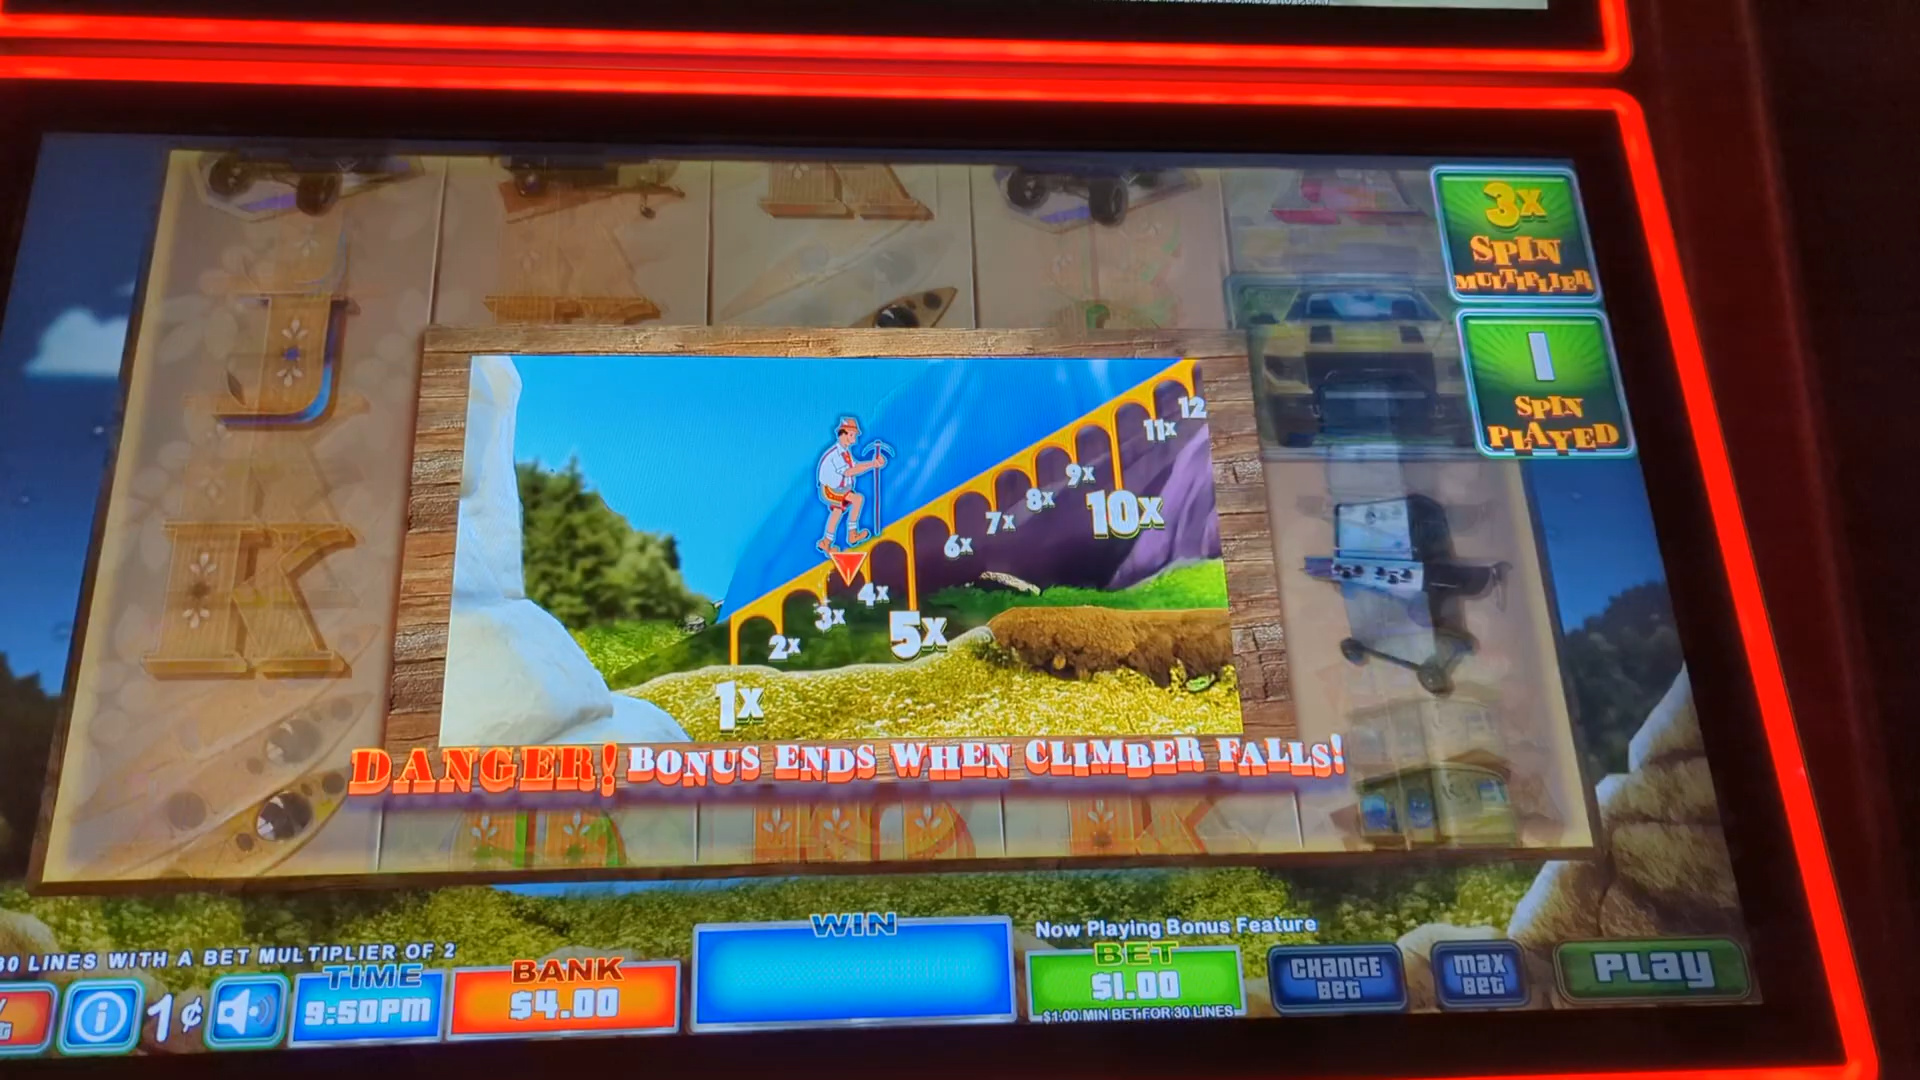 3x
SPIN
MULTIPLIER
1
SPIN
PLAYED
12
11x
10x
9x
8x
7x
6x
5x
4x
3x
2x
1x
DANGER! BONUS ENDS WHEN CLIMBER FALLS!
30 LINES WITH A BET MULTIPLIER OF 2
WIN
Now Playing Bonus Feature
TIME
9:50PM
BANK
$4.00
BET
$1.00
$1.00 MIN BET FOR 30 LINES
CHANGE
BET
MAX
BET
PLAY
1¢
J
K